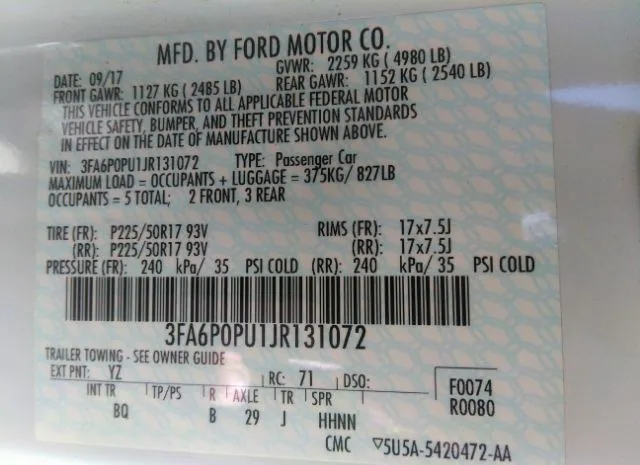 MFD. BY FORD MOTOR CO.
DATE: 09/17 GVWR: 2259 KG ( 4980 LB)
FRONT GAWR: 1127 KG ( 2485 LB) REAR GAWR: 1152 KG ( 2540 LB)
THIS VEHICLE CONFORMS TO ALL APPLICABLE FEDERAL MOTOR
VEHICLE SAFETY, BUMPER, AND THEFT PREVENTION STANDARDS
IN EFFECT ON THE DATE OF MANUFACTURE SHOWN ABOVE.
VIN: 3FA6P0PU1JR131072 TYPE: Passenger Car
MAXIMUM LOAD = OCCUPANTS + LUGGAGE = 375KG/ 827LB
OCCUPANTS = 5 TOTAL; 2 FRONT, 3 REAR
TIRE (FR): P225/50R17 93V RIMS (FR): 17x7.5J
(RR): P225/50R17 93V (RR): 17x7.5J
PRESSURE (FR): 240 kPa/ 35 PSI COLD (RR): 240 kPa/ 35 PSI COLD
3FA6P0PU1JR131072
TRAILER TOWING - SEE OWNER GUIDE
EXT PNT: YZ RC: 71 DSO: F0074
INT TR TP/PS R AXLE TR SPR R0080
BQ B 29 J HHNN
CMC ▽5U5A-5420472-AA